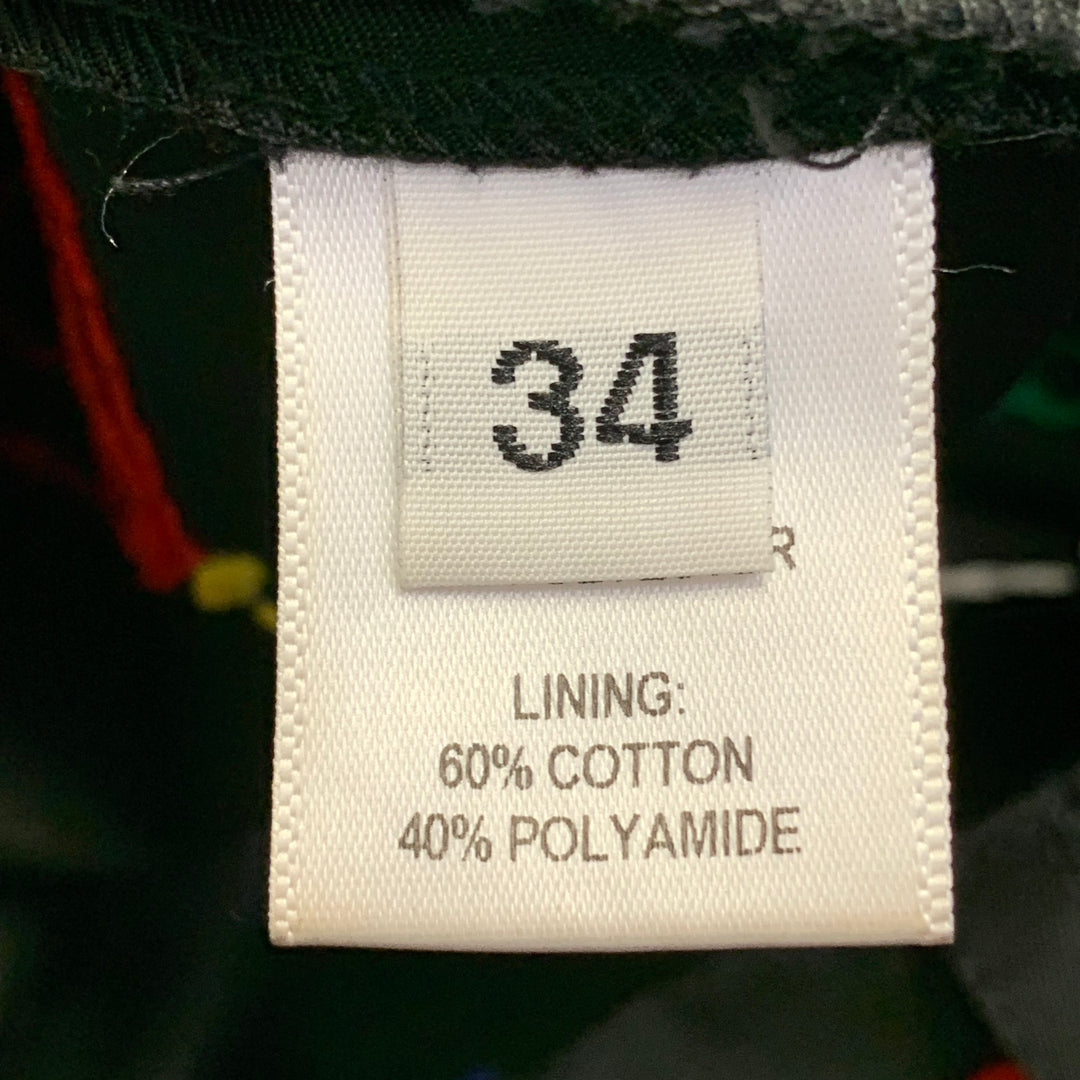 34
LINING:
60% COTTON
40% POLYAMIDE